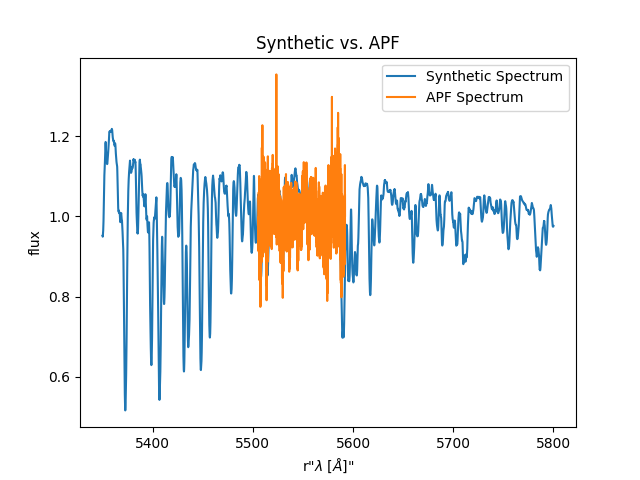 Synthetic vs. APF
Synthetic Spectrum
APF Spectrum
flux
1.2
1.0
0.8
0.6
5400 5500 5600 5700 5800
r"λ [Å]"